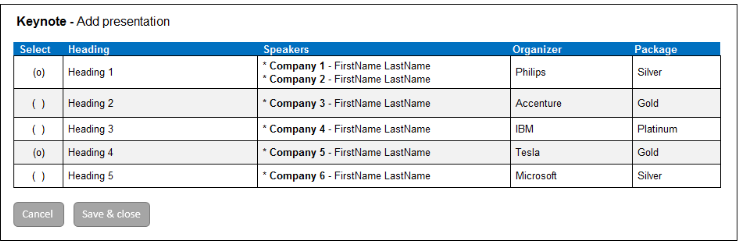 Keynote - Add presentation
Select Heading Speakers Organizer Package
(o) Heading 1 * Company 1 - FirstName LastName Philips Silver
* Company 2 - FirstName LastName
( ) Heading 2 * Company 3 - FirstName LastName Accenture Gold
( ) Heading 3 * Company 4 - FirstName LastName IBM Platinum
(o) Heading 4 * Company 5 - FirstName LastName Tesla Gold
( ) Heading 5 * Company 6 - FirstName LastName Microsoft Silver
Cancel Save & close